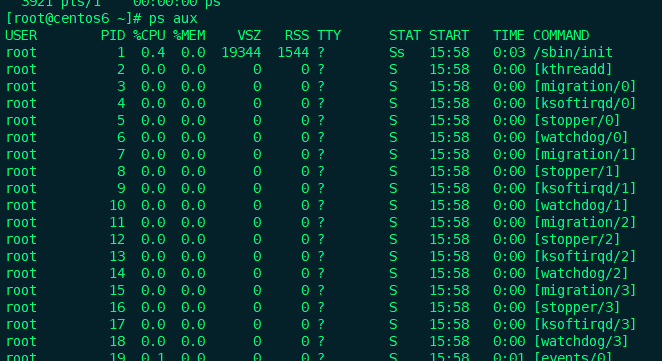 3921 pts/1    00:00:00 ps
[root@centos6 ~]# ps aux
USER       PID %CPU %MEM    VSZ   RSS TTY      STAT START   TIME COMMAND
root         1  0.4  0.0  19344  1544 ?        Ss   15:58   0:03 /sbin/init
root         2  0.0  0.0      0     0 ?        S    15:58   0:00 [kthreadd]
root         3  0.0  0.0      0     0 ?        S    15:58   0:00 [migration/0]
root         4  0.0  0.0      0     0 ?        S    15:58   0:00 [ksoftirqd/0]
root         5  0.0  0.0      0     0 ?        S    15:58   0:00 [stopper/0]
root         6  0.0  0.0      0     0 ?        S    15:58   0:00 [watchdog/0]
root         7  0.0  0.0      0     0 ?        S    15:58   0:00 [migration/1]
root         8  0.0  0.0      0     0 ?        S    15:58   0:00 [stopper/1]
root         9  0.0  0.0      0     0 ?        S    15:58   0:00 [ksoftirqd/1]
root        10  0.0  0.0      0     0 ?        S    15:58   0:00 [watchdog/1]
root        11  0.0  0.0      0     0 ?        S    15:58   0:00 [migration/2]
root        12  0.0  0.0      0     0 ?        S    15:58   0:00 [stopper/2]
root        13  0.0  0.0      0     0 ?        S    15:58   0:00 [ksoftirqd/2]
root        14  0.0  0.0      0     0 ?        S    15:58   0:00 [watchdog/2]
root        15  0.0  0.0      0     0 ?        S    15:58   0:00 [migration/3]
root        16  0.0  0.0      0     0 ?        S    15:58   0:00 [stopper/3]
root        17  0.0  0.0      0     0 ?        S    15:58   0:00 [ksoftirqd/3]
root        18  0.0  0.0      0     0 ?        S    15:58   0:00 [watchdog/3]
root        19  0.1  0.0      0     0 ?        S    15:58   0:01 [events/0]